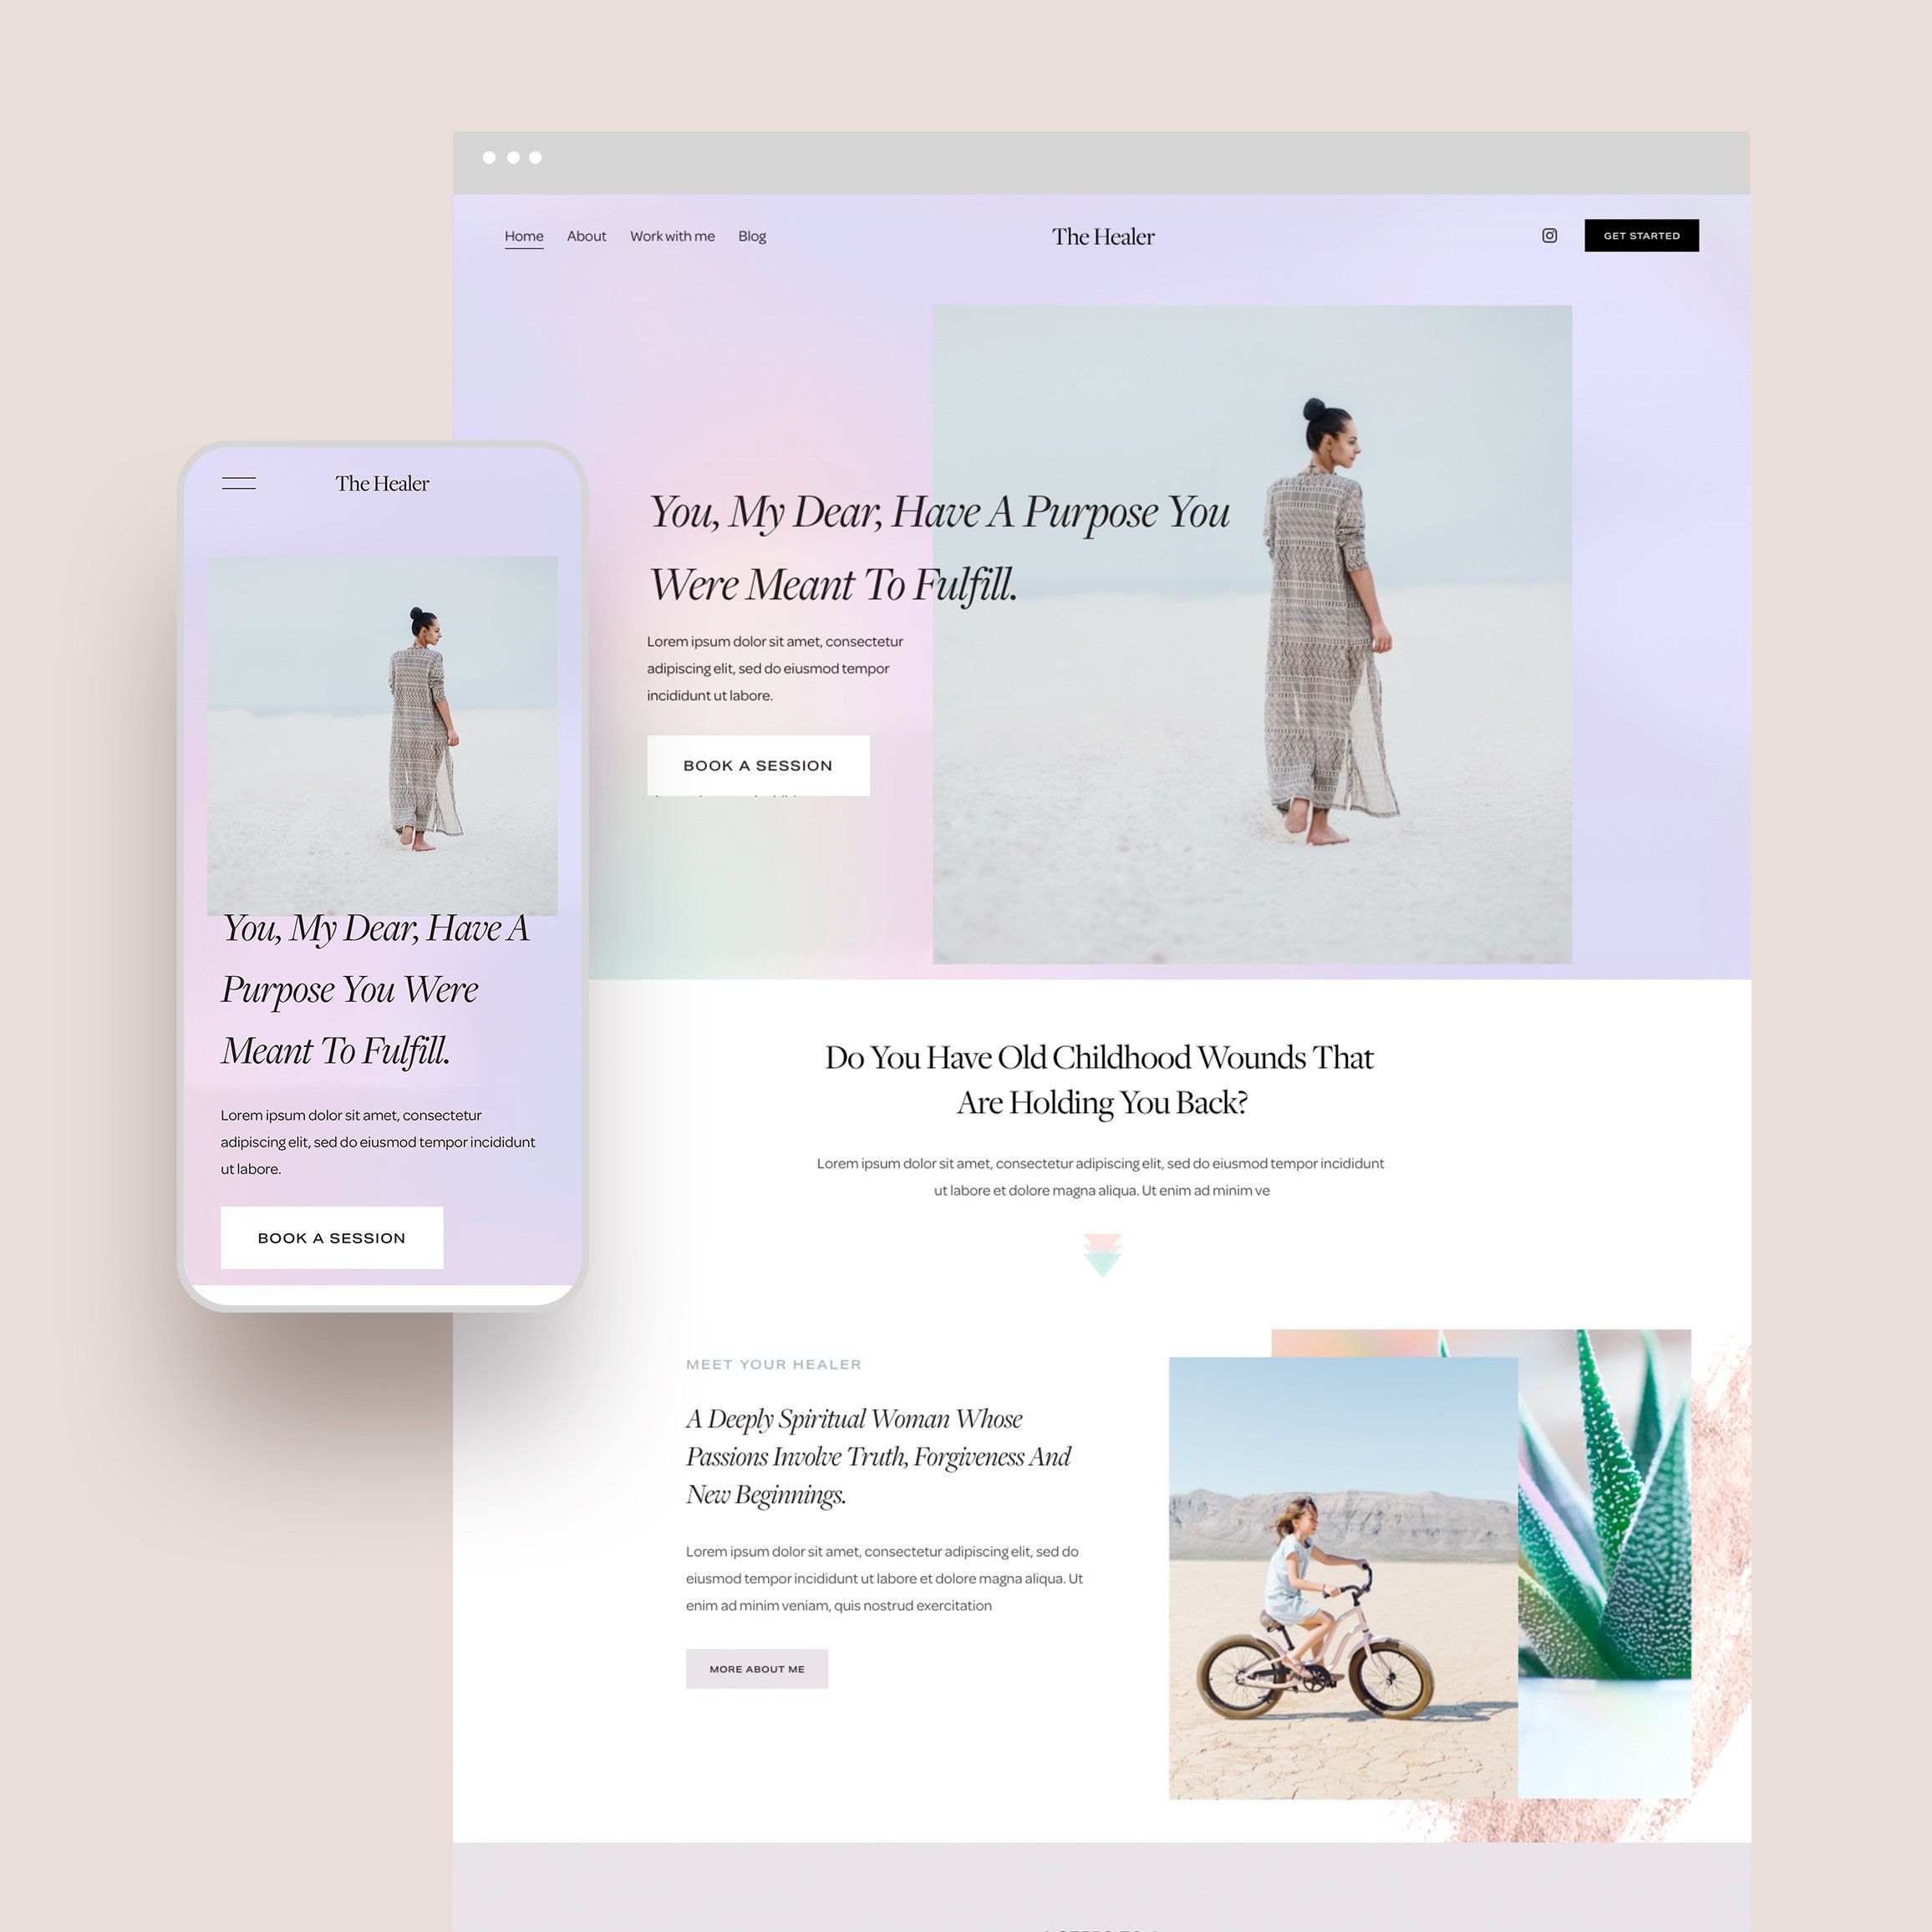 Home About Work with me Blog
The Healer
GET STARTED
You, My Dear, Have A Purpose You
Were Meant To Fulfill.
Lorem ipsum dolor sit amet, consectetur
adipiscing elit, sed do eiusmod tempor
incididunt ut labore.
BOOK A SESSION
The Healer
You, My Dear, Have A
Purpose You Were
Meant To Fulfill.
Lorem ipsum dolor sit amet, consectetur
adipiscing elit, sed do eiusmod tempor incididunt
ut labore.
BOOK A SESSION
Do You Have Old Childhood Wounds That
Are Holding You Back?
Lorem ipsum dolor sit amet, consectetur adipiscing elit, sed do eiusmod tempor incididunt
ut labore et dolore magna aliqua. Ut enim ad minim ve
MEET YOUR HEALER
A Deeply Spiritual Woman Whose
Passions Involve Truth, Forgiveness And
New Beginnings.
Lorem ipsum dolor sit amet, consectetur adipiscing elit, sed do
eiusmod tempor incididunt ut labore et dolore magna aliqua. Ut
enim ad minim veniam, quis nostrud exercitation
MORE ABOUT ME